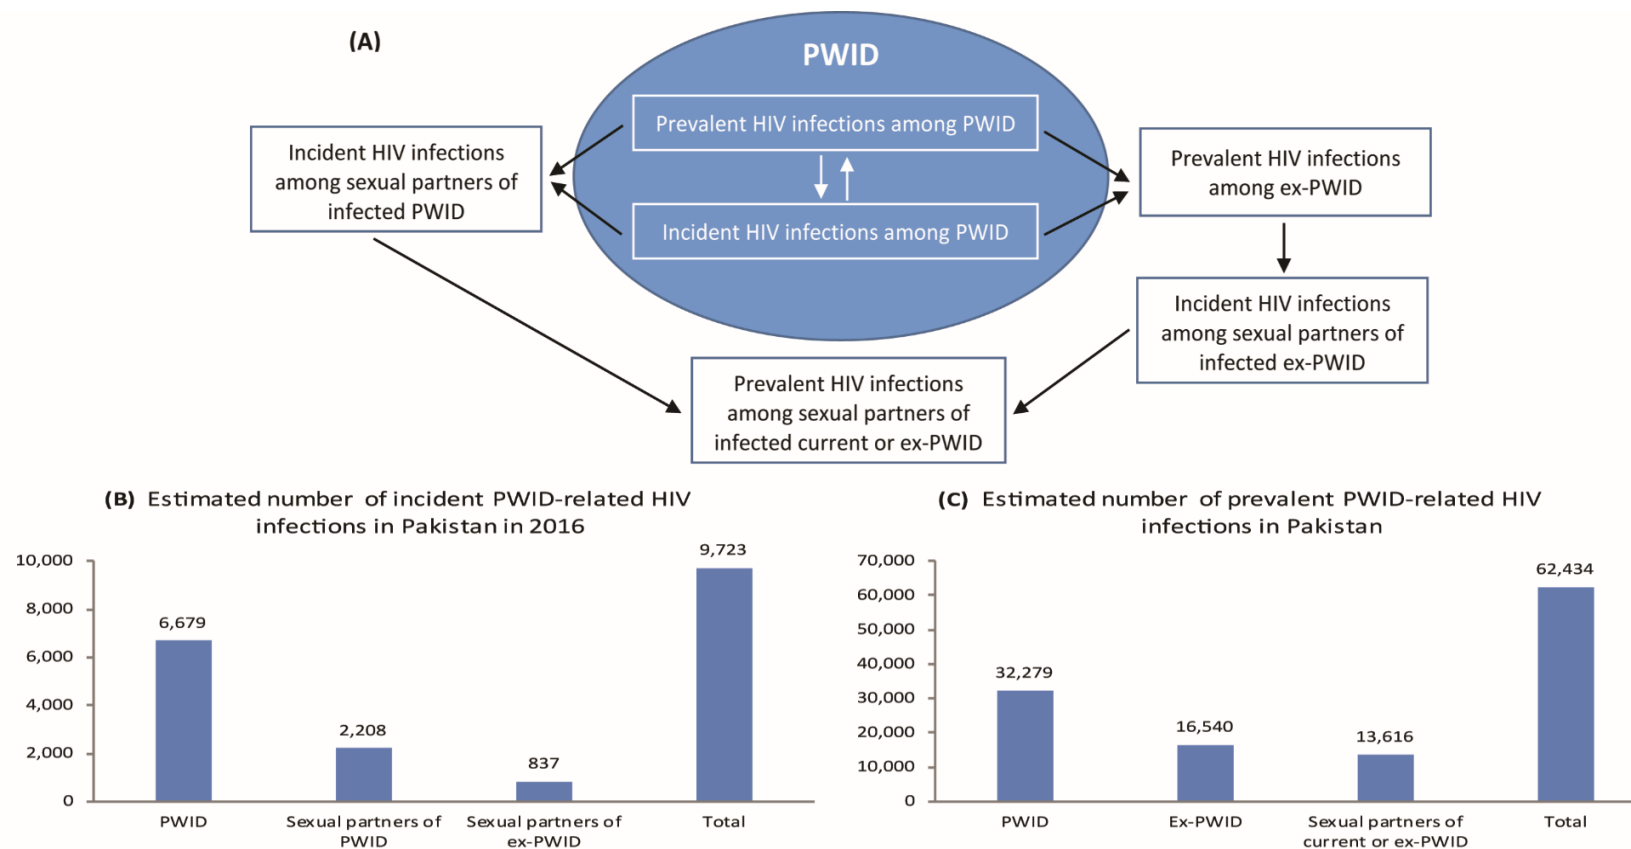 (A)
PWID
Prevalent HIV infections among PWID
Incident HIV infections among PWID
Incident HIV infections
among sexual partners of
infected PWID
Prevalent HIV infections
among ex-PWID
Incident HIV infections
among sexual partners of
infected ex-PWID
Prevalent HIV infections
among sexual partners of
infected current or ex-PWID
(B) Estimated number of incident PWID-related HIV
infections in Pakistan in 2016
10,000
8,000
6,000
4,000
2,000
0
6,679
2,208
837
9,723
PWID
Sexual partners of
PWID
Sexual partners of
ex-PWID
Total
(C) Estimated number of prevalent PWID-related HIV
infections in Pakistan
70,000
60,000
50,000
40,000
30,000
20,000
10,000
0
32,279
16,540
13,616
62,434
PWID
Ex-PWID
Sexual partners of
current or ex-PWID
Total